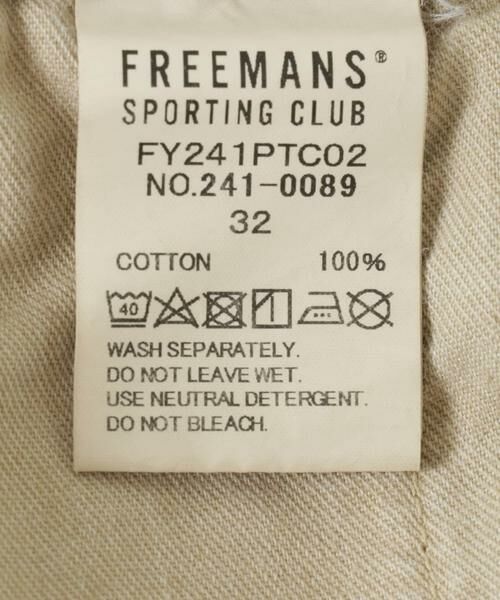 FREEMANS®
SPORTING CLUB
FY241PTC02
NO.241-0089
32
COTTON 100%
40
WASH SEPARATELY.
DO NOT LEAVE WET.
USE NEUTRAL DETERGENT.
DO NOT BLEACH.